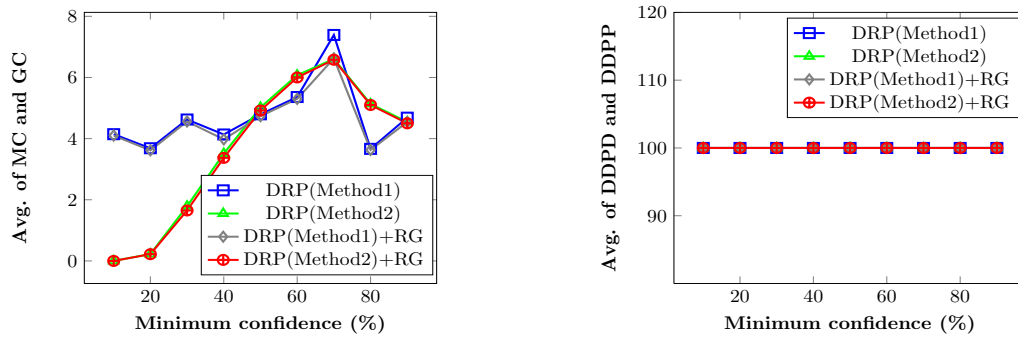 8
6
4
2
0
20
40
60
80
Avg. of MC and GC
Minimum confidence (%)
DRP(Method1)
DRP(Method2)
DRP(Method1)+RG
DRP(Method2)+RG
120
110
100
90
20
40
60
80
Avg. of DDPD and DDPP
Minimum confidence (%)
DRP(Method1)
DRP(Method2)
DRP(Method1)+RG
DRP(Method2)+RG